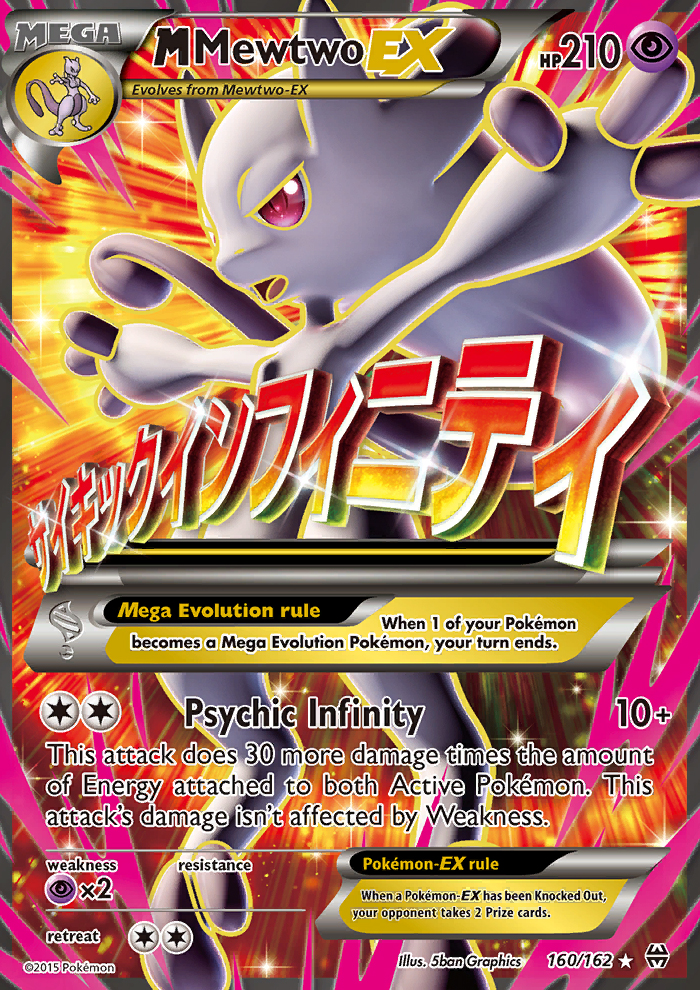 MEGA
M Mewtwo EX
HP210
Evolves from Mewtwo-EX
サイキックインフィニティ
Mega Evolution rule
When 1 of your Pokémon
becomes a Mega Evolution Pokémon, your turn ends.
Psychic Infinity 10+
This attack does 30 more damage times the amount
of Energy attached to both Active Pokémon. This
attack's damage isn't affected by Weakness.
weakness resistance
×2
retreat
Pokémon-EX rule
When a Pokémon-EX has been Knocked Out,
your opponent takes 2 Prize cards.
©2015 Pokémon
Illus. 5ban Graphics
160/162